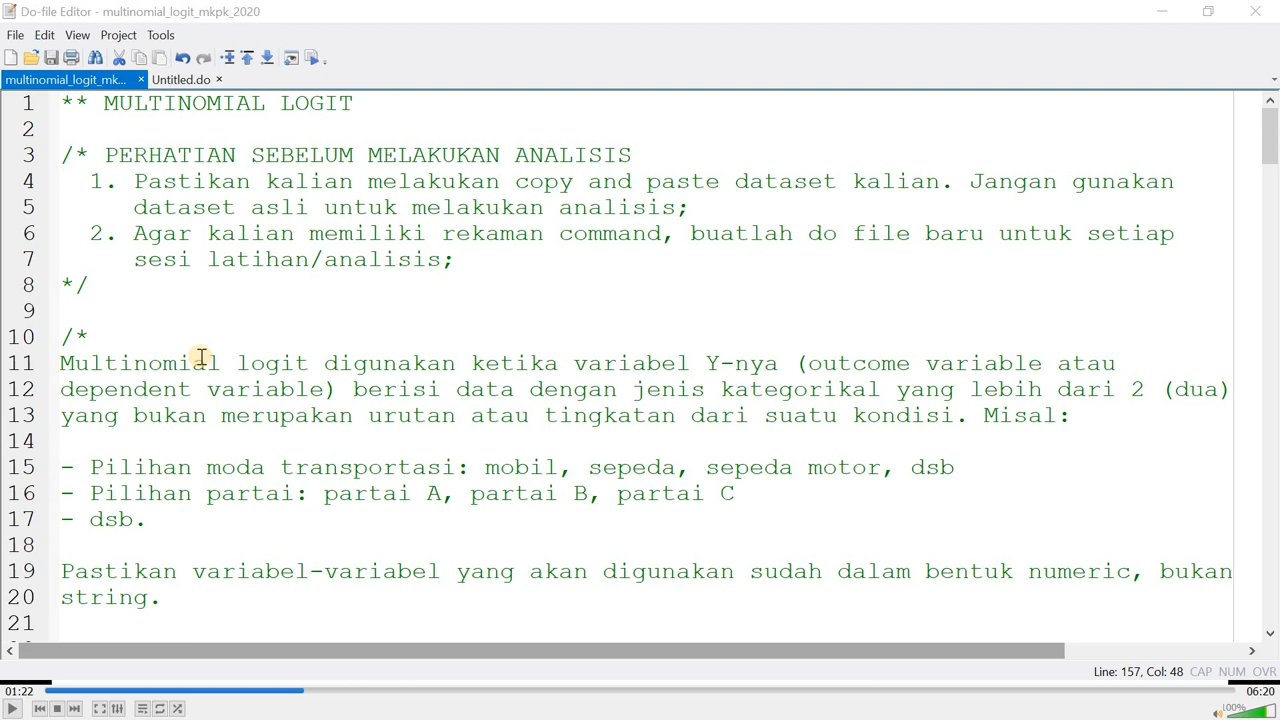 Do-file Editor - multinomial_logit_mkpk_2020
File Edit View Project Tools
multinomial_logit_mk... × Untitled.do ×
1 ** MULTINOMIAL LOGIT
2
3 /* PERHATIAN SEBELUM MELAKUKAN ANALISIS
4 1. Pastikan kalian melakukan copy and paste dataset kalian. Jangan gunakan
5 dataset asli untuk melakukan analisis;
6 2. Agar kalian memiliki rekaman command, buatlah do file baru untuk setiap
7 sesi latihan/analisis;
8 */
9
10 /*
11 Multinomial logit digunakan ketika variabel Y-nya (outcome variable atau
12 dependent variable) berisi data dengan jenis kategorikal yang lebih dari 2 (dua)
13 yang bukan merupakan urutan atau tingkatan dari suatu kondisi. Misal:
14
15 - Pilihan moda transportasi: mobil, sepeda, sepeda motor, dsb
16 - Pilihan partai: partai A, partai B, partai C
17 - dsb.
18
19 Pastikan variabel-variabel yang akan digunakan sudah dalam bentuk numeric, bukan
20 string.
21
Line: 157, Col: 48 CAP NUM OVR
01:22 06:20
100%